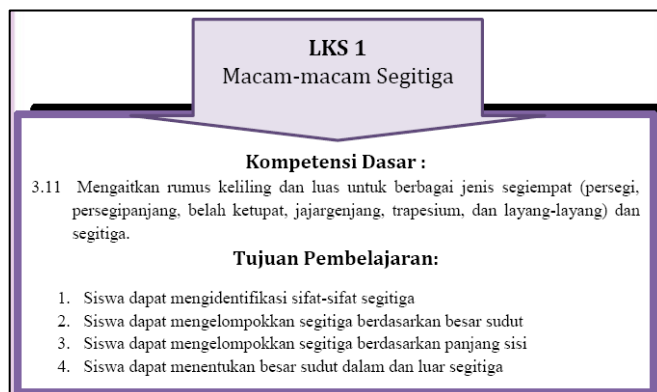 LKS 1
Macam-macam Segitiga
Kompetensi Dasar :
3.11 Mengaitkan rumus keliling dan luas untuk berbagai jenis segiempat (persegi,
persegipanjang, belah ketupat, jajargenjang, trapesium, dan layang-layang) dan
segitiga.
Tujuan Pembelajaran:
1. Siswa dapat mengidentifikasi sifat-sifat segitiga
2. Siswa dapat mengelompokkan segitiga berdasarkan besar sudut
3. Siswa dapat mengelompokkan segitiga berdasarkan panjang sisi
4. Siswa dapat menentukan besar sudut dalam dan luar segitiga